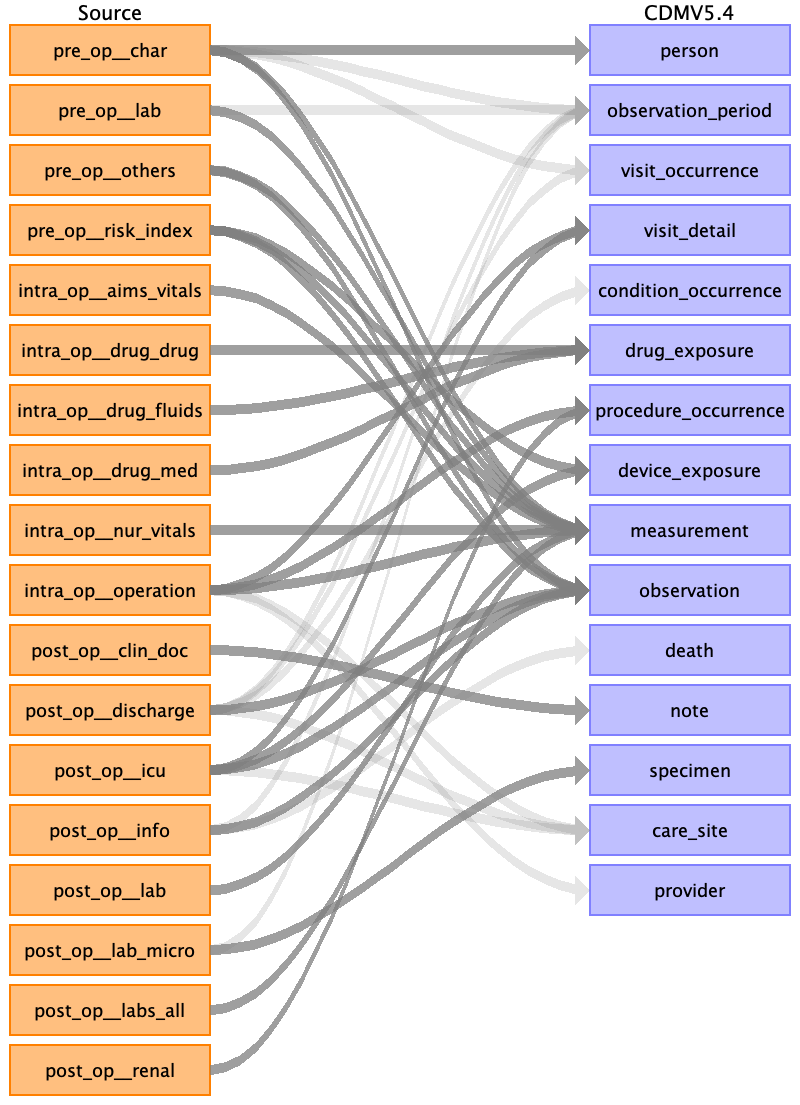 Source
CDMV5.4
pre_op__char
person
pre_op__lab
observation_period
pre_op__others
visit_occurrence
pre_op__risk_index
visit_detail
intra_op__aims_vitals
condition_occurrence
intra_op__drug_drug
drug_exposure
intra_op__drug_fluids
procedure_occurrence
intra_op__drug_med
device_exposure
intra_op__nur_vitals
measurement
intra_op__operation
observation
post_op__clin_doc
death
post_op__discharge
note
post_op__icu
specimen
post_op__info
care_site
post_op__lab
provider
post_op__lab_micro
post_op__labs_all
post_op__renal